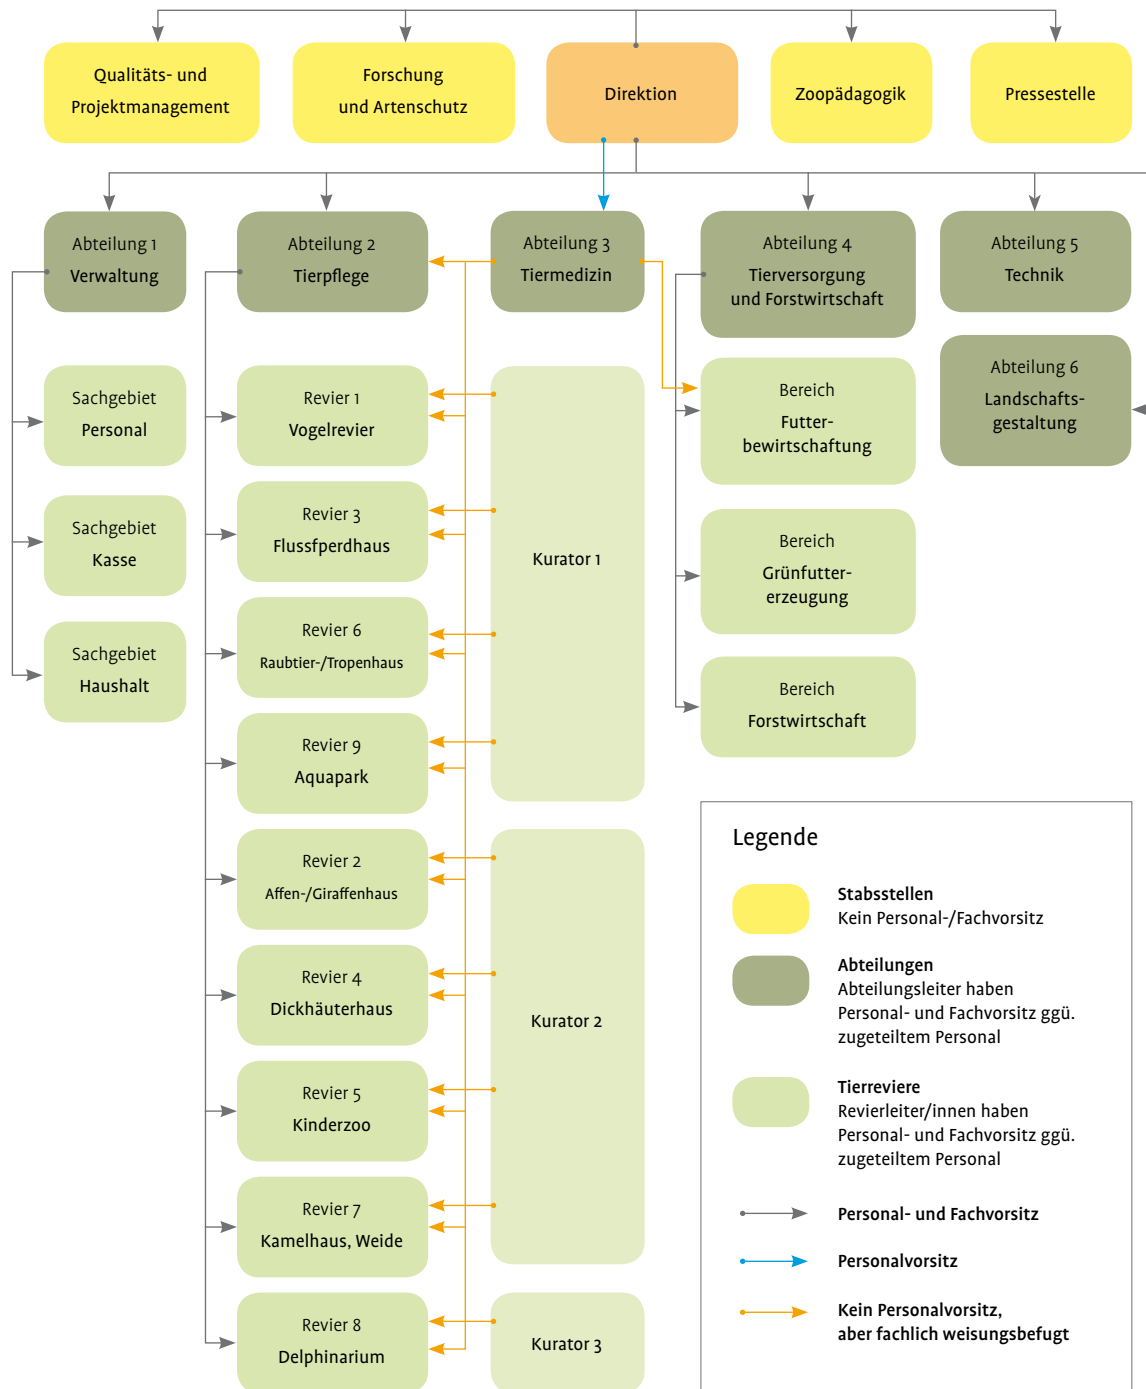 Qualitäts- und
Projektmanagement
Forschung
und Artenschutz
Direktion
Zoopädagogik
Pressestelle
Abteilung 1
Verwaltung
Abteilung 2
Tierpflege
Abteilung 3
Tiermedizin
Abteilung 4
Tierversorgung
und Forstwirtschaft
Abteilung 5
Technik
Abteilung 6
Landschafts-
gestaltung
Sachgebiet
Personal
Sachgebiet
Kasse
Sachgebiet
Haushalt
Revier 1
Vogelrevier
Revier 3
Flussfperdhaus
Revier 6
Raubtier-/Tropenhaus
Revier 9
Aquapark
Revier 2
Affen-/Giraffenhaus
Revier 4
Dickhäuterhaus
Revier 5
Kinderzoo
Revier 7
Kamelhaus, Weide
Revier 8
Delphinarium
Kurator 1
Kurator 2
Kurator 3
Bereich
Futter-
bewirtschaftung
Bereich
Grünfutter-
erzeugung
Bereich
Forstwirtschaft
Legende
Stabsstellen
Kein Personal-/Fachvorsitz
Abteilungen
Abteilungsleiter haben
Personal- und Fachvorsitz ggü.
zugeteiltem Personal
Tierreviere
Revierleiter/innen haben
Personal- und Fachvorsitz ggü.
zugeteiltem Personal
Personal- und Fachvorsitz
Personalvorsitz
Kein Personalvorsitz,
aber fachlich weisungsbefugt